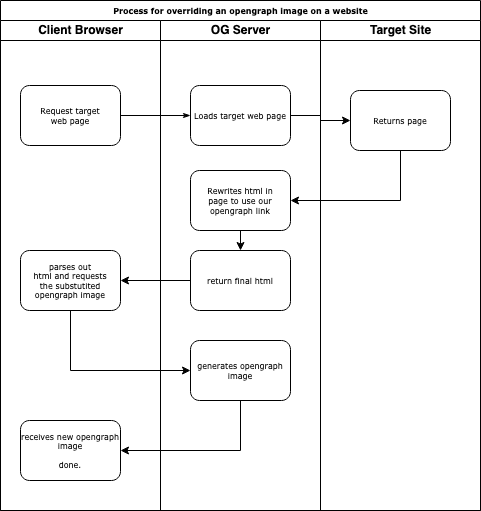 Process for overriding an opengraph image on a website
Client Browser
OG Server
Target Site
Request target
web page
Loads target web page
Returns page
Rewrites html in
page to use our
opengraph link
parses out
html and requests
the substutited
opengraph image
return final html
generates opengraph
image
receives new opengraph
image
done.